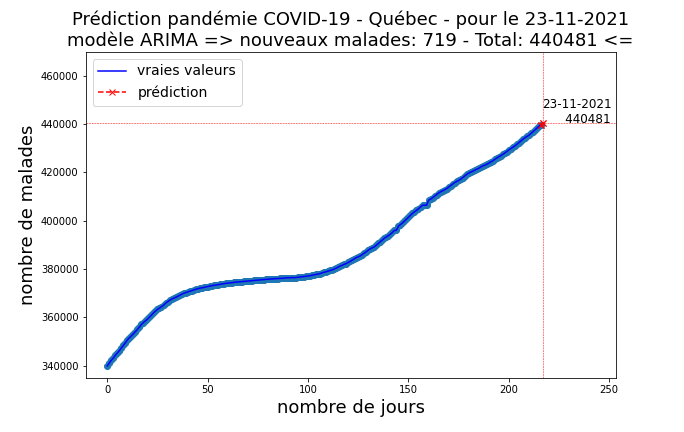 Prédiction pandémie COVID-19 - Québec - pour le 23-11-2021
modèle ARIMA => nouveaux malades: 719 - Total: 440481 <=
vraies valeurs
prédiction
23-11-2021
440481
nombre de malades
460000
440000
420000
400000
380000
360000
340000
0 50 100 150 200 250
nombre de jours